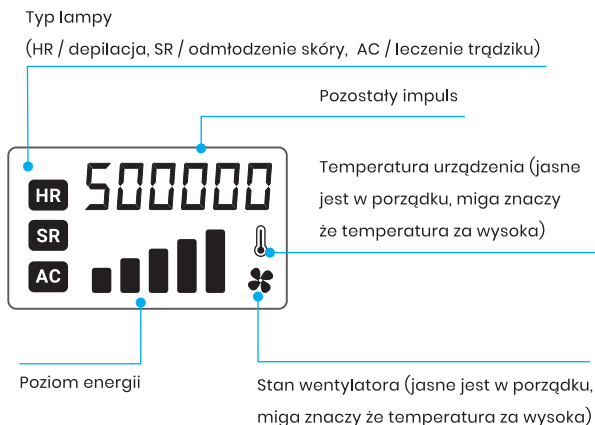 Typ lampy
(HR / depilacja, SR / odmłodzenie skóry, AC / leczenie trądziku)
Pozostały impuls
500000
HR
SR
AC
Temperatura urządzenia (jasne
jest w porządku, miga znaczy
że temperatura za wysoka)
Poziom energii
Stan wentylatora (jasne jest w porządku,
miga znaczy że temperatura za wysoka)